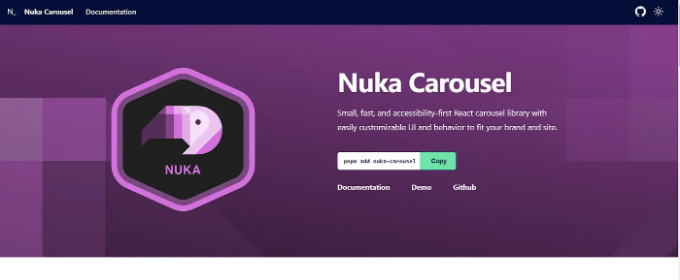 N_ Nuka Carousel Documentation
Nuka Carousel
Small, fast, and accessibility-first React carousel library with
easily customizable UI and behavior to fit your brand and site.
pnpm add nuka-carousel Copy
Documentation Demo Github
NUKA